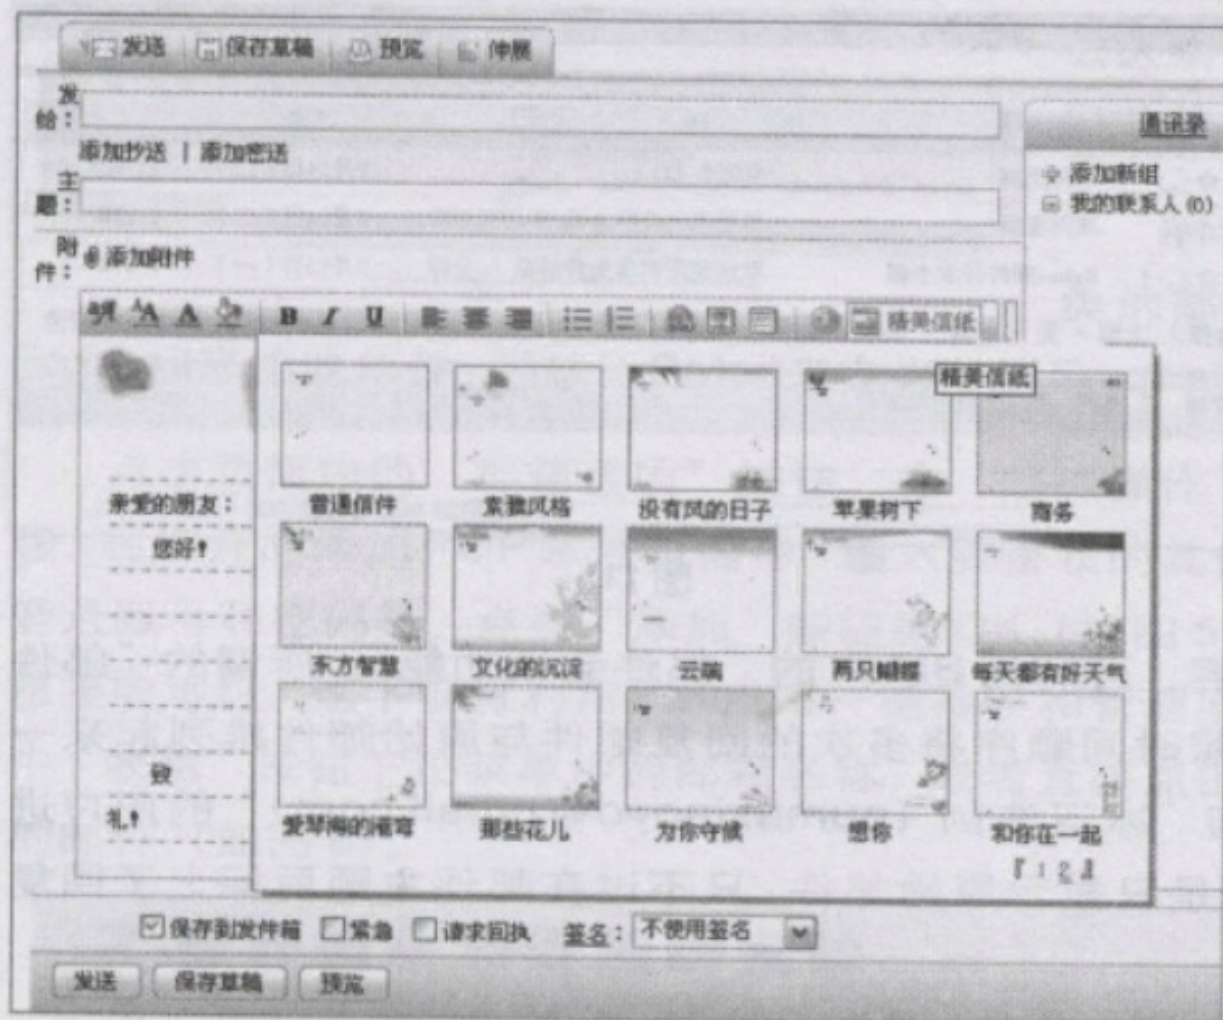 发送 保存草稿 预览 伸展
发给：
添加抄送 | 添加密送
主题：
附件： 添加附件
通讯录
添加新组
我的联系人 (0)
B I U 精美信纸
精美信纸
普通信件 素雅风格 没有风的日子 苹果树下 商务
东方智慧 文化的沉淀 云端 两只蝴蝶 每天都有好天气
爱琴海的海湾 那些花儿 为你守候 想你 和你在一起
『 1 2 』
亲爱的朋友：
您好！
致
礼！
保存到发件箱 紧急 请求回执 签名： 不使用签名
发送 保存草稿 预览